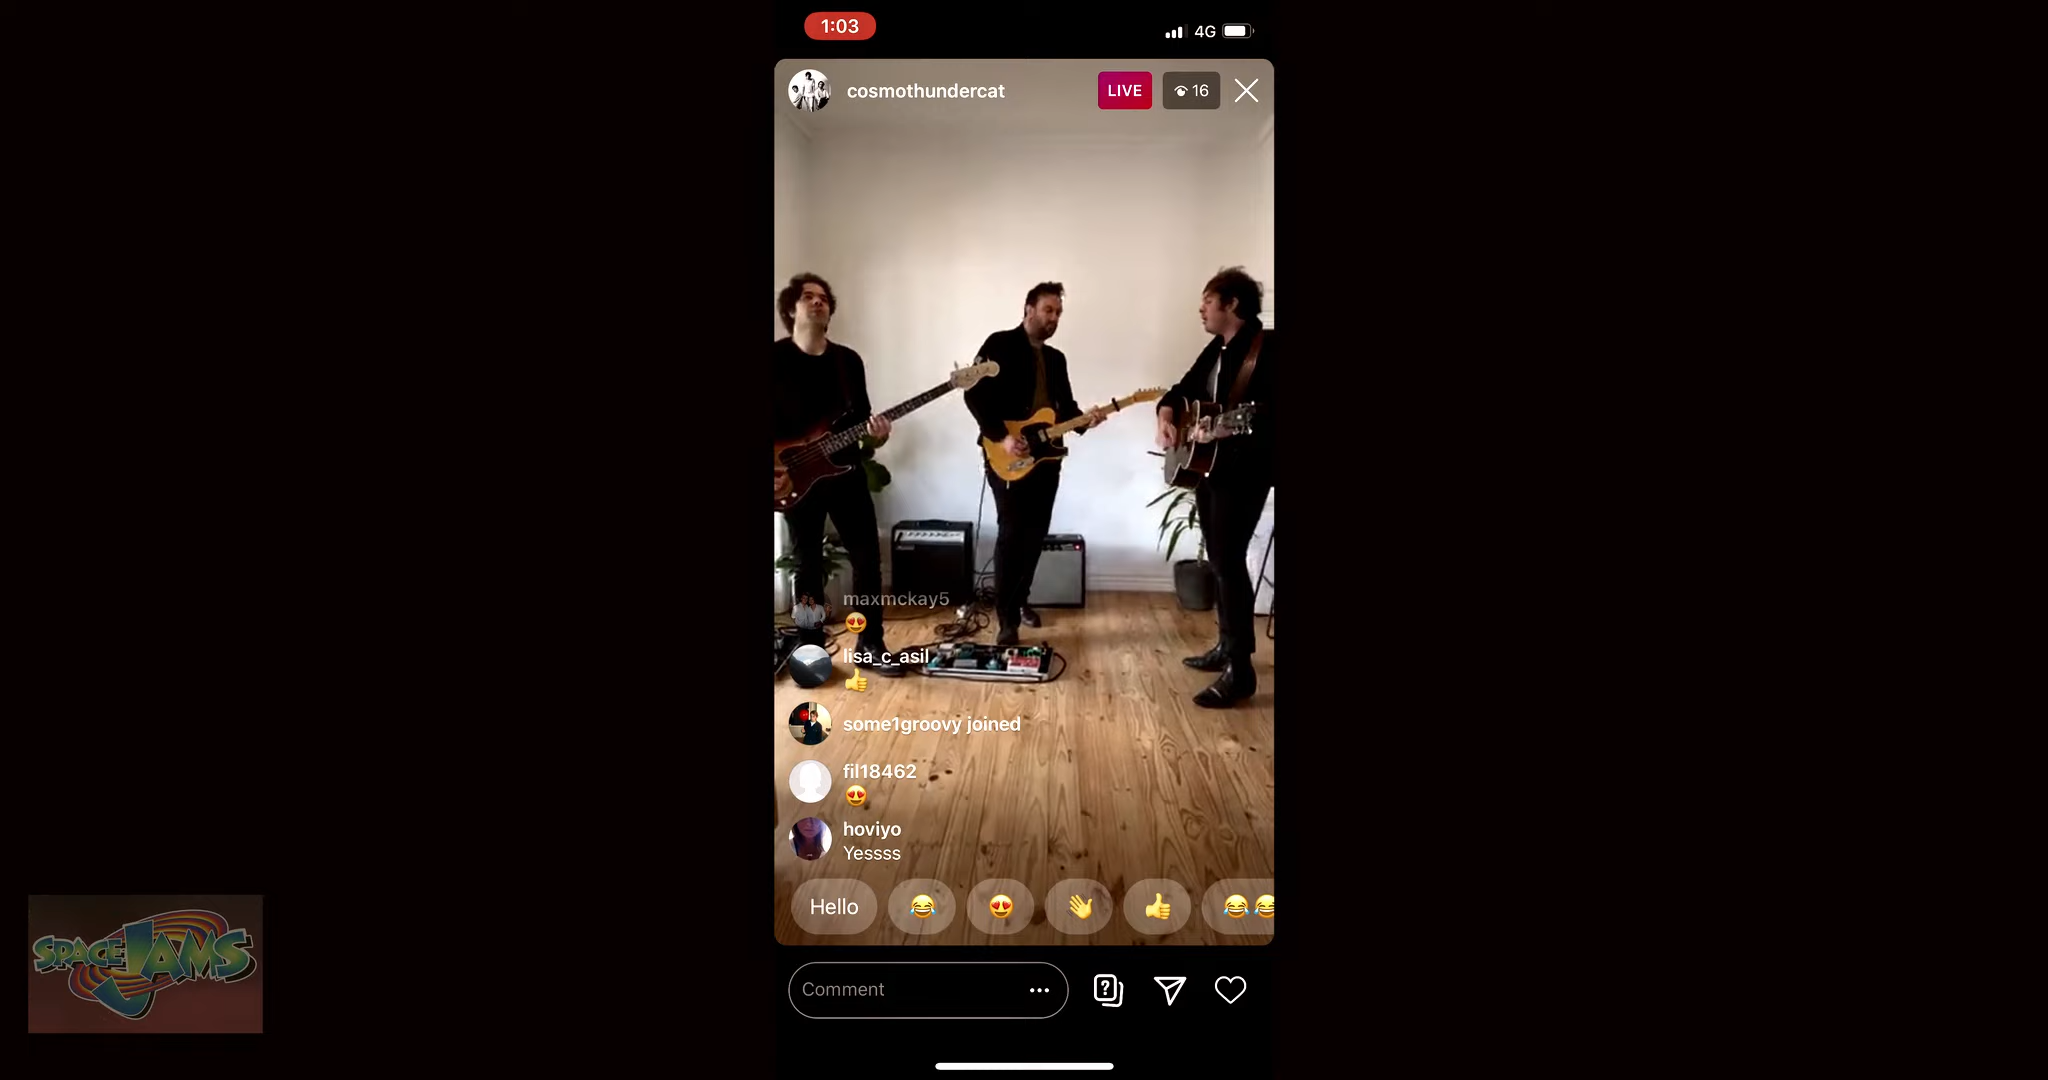 1:03
4G
cosmothundercat
LIVE
16
maxmckay5
😍
lisa_c_asil
👍
some1groovy joined
fil18462
😍
hoviyo
Yessss
Hello 😂 😍 👋 👍 😂😂
Comment
SPACE JAMS